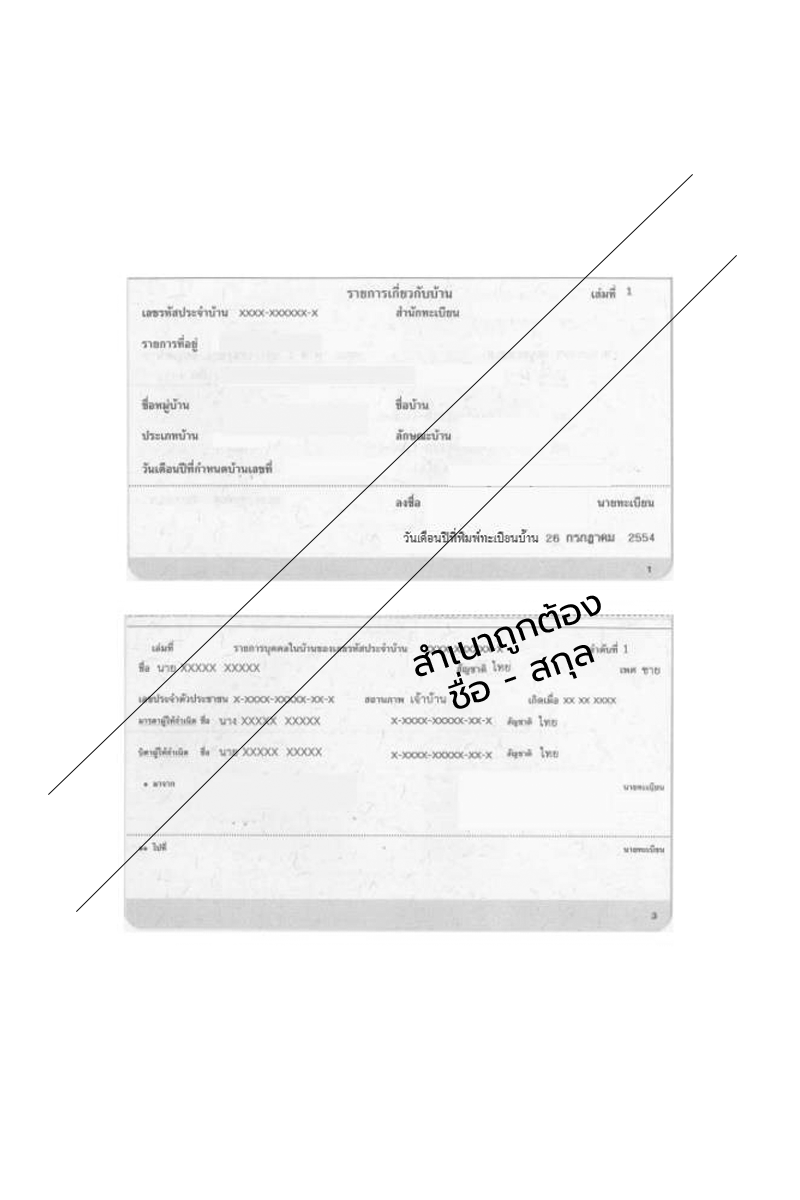 รายการเกี่ยวกับบ้าน เล่มที่ 1
เลขรหัสประจำบ้าน XXXX-XXXXXX-X สำนักทะเบียน
รายการที่อยู่
ชื่อหมู่บ้าน ชื่อบ้าน
ประเภทบ้าน ลักษณะบ้าน
วันเดือนปีที่กำหนดบ้านเลขที่
ลงชื่อ นายทะเบียน
วันเดือนปีที่พิมพ์ทะเบียนบ้าน 26 กรกฎาคม 2554
1
สำเนาถูกต้อง
ชื่อ - สกุล
เล่มที่ รายการบุคคลในบ้านของเลขรหัสประจำบ้าน ลำดับที่ 1
ชื่อ นาย XXXXX XXXXX สัญชาติ ไทย เพศ ชาย
เลขประจำตัวประชาชน X-XXXX-XXXXX-XX-X สถานภาพ เจ้าบ้าน เกิดเมื่อ XX XX XXXX
มารดาผู้ให้กำเนิด ชื่อ นาง XXXXX XXXXX X-XXXX-XXXXX-XX-X สัญชาติ ไทย
บิดาผู้ให้กำเนิด ชื่อ นาย XXXXX XXXXX X-XXXX-XXXXX-XX-X สัญชาติ ไทย
* มาจาก นายทะเบียน
** ไปที่ นายทะเบียน
3